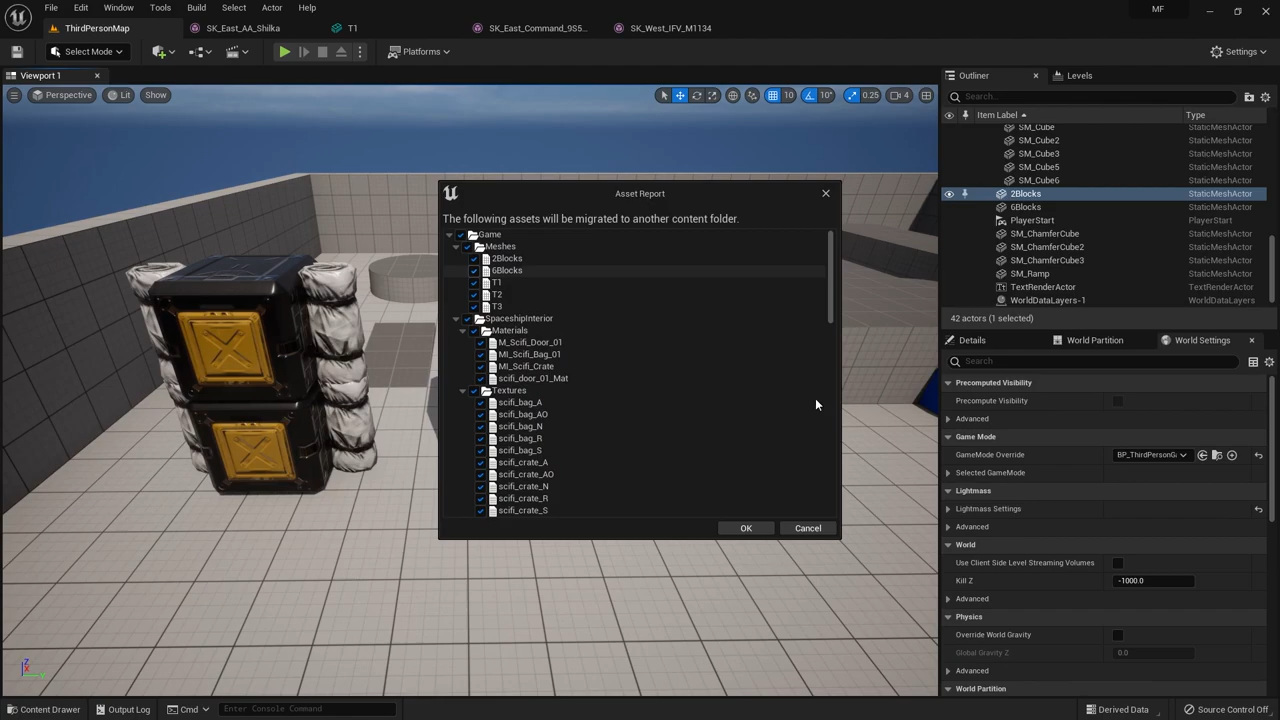 File Edit Window Tools Build Select Actor Help
MF
ThirdPersonMap SK_East_AA_Shilka T1 SK_East_Command_9S5... SK_West_IFV_M1134
Select Mode Platforms Settings
Viewport 1
Perspective Lit Show 10 10° 0.25 4
Outliner Levels
Search...
Item Label Type
SM_Cube StaticMeshActor
SM_Cube2 StaticMeshActor
SM_Cube3 StaticMeshActor
SM_Cube5 StaticMeshActor
SM_Cube6 StaticMeshActor
2Blocks StaticMeshActor
6Blocks StaticMeshActor
PlayerStart PlayerStart
SM_ChamferCube StaticMeshActor
SM_ChamferCube2 StaticMeshActor
SM_ChamferCube3 StaticMeshActor
SM_Ramp StaticMeshActor
TextRenderActor TextRenderActor
WorldDataLayers-1 WorldDataLayers
42 actors (1 selected)
Asset Report
The following assets will be migrated to another content folder.
Game
Meshes
2Blocks
6Blocks
T1
T2
T3
SpaceshipInterior
Materials
M_Scifi_Door_01
MI_Scifi_Bag_01
MI_Scifi_Crate
scifi_door_01_Mat
Textures
scifi_bag_A
scifi_bag_AO
scifi_bag_N
scifi_bag_R
scifi_bag_S
scifi_crate_A
scifi_crate_AO
scifi_crate_N
scifi_crate_R
scifi_crate_S
OK Cancel
Details World Partition World Settings
Search
Precomputed Visibility
Precompute Visibility
Advanced
Game Mode
GameMode Override BP_ThirdPersonGa
Selected GameMode
Lightmass
Lightmass Settings
Advanced
World
Use Client Side Level Streaming Volumes
Kill Z -1000.0
Advanced
Physics
Override World Gravity
Global Gravity Z 0.0
Advanced
World Partition
Content Drawer Output Log Cmd Enter Console Command Derived Data Source Control Off